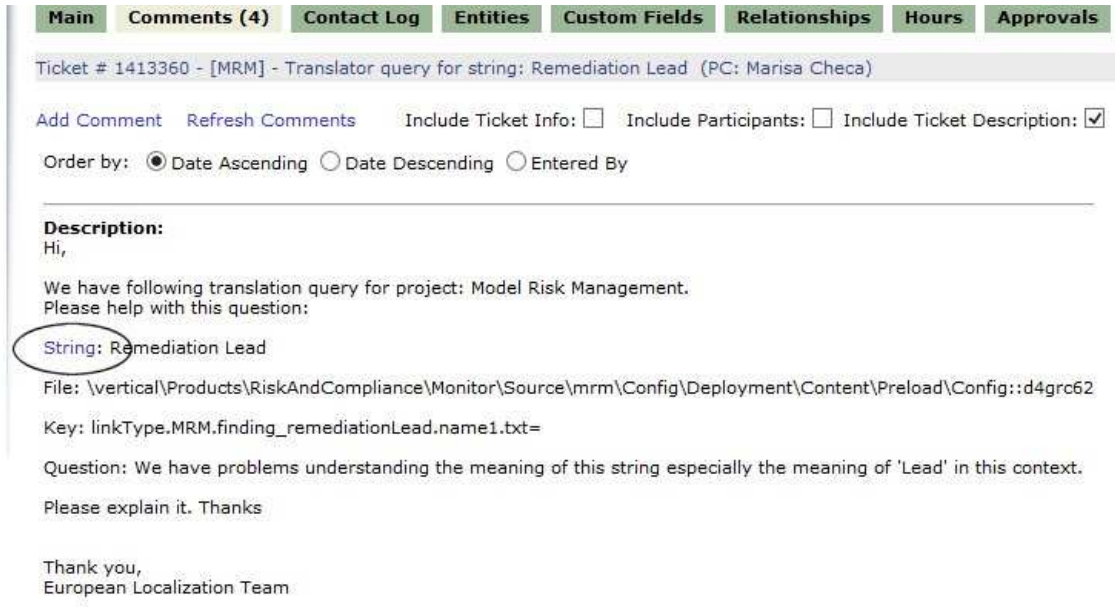 Main Comments (4) Contact Log Entities Custom Fields Relationships Hours Approvals
Ticket # 1413360 - [MRM] - Translator query for string: Remediation Lead (PC: Marisa Checa)
Add Comment Refresh Comments Include Ticket Info: Include Participants: Include Ticket Description:
Order by: Date Ascending Date Descending Entered By
Description:
Hi,
We have following translation query for project: Model Risk Management.
Please help with this question:
String: Remediation Lead
File: \vertical\Products\RiskAndCompliance\Monitor\Source\mrm\Config\Deployment\Content\Preload\Config::d4grc62
Key: linkType.MRM.finding_remediationLead.name1.txt=
Question: We have problems understanding the meaning of this string especially the meaning of 'Lead' in this context.
Please explain it. Thanks
Thank you,
European Localization Team